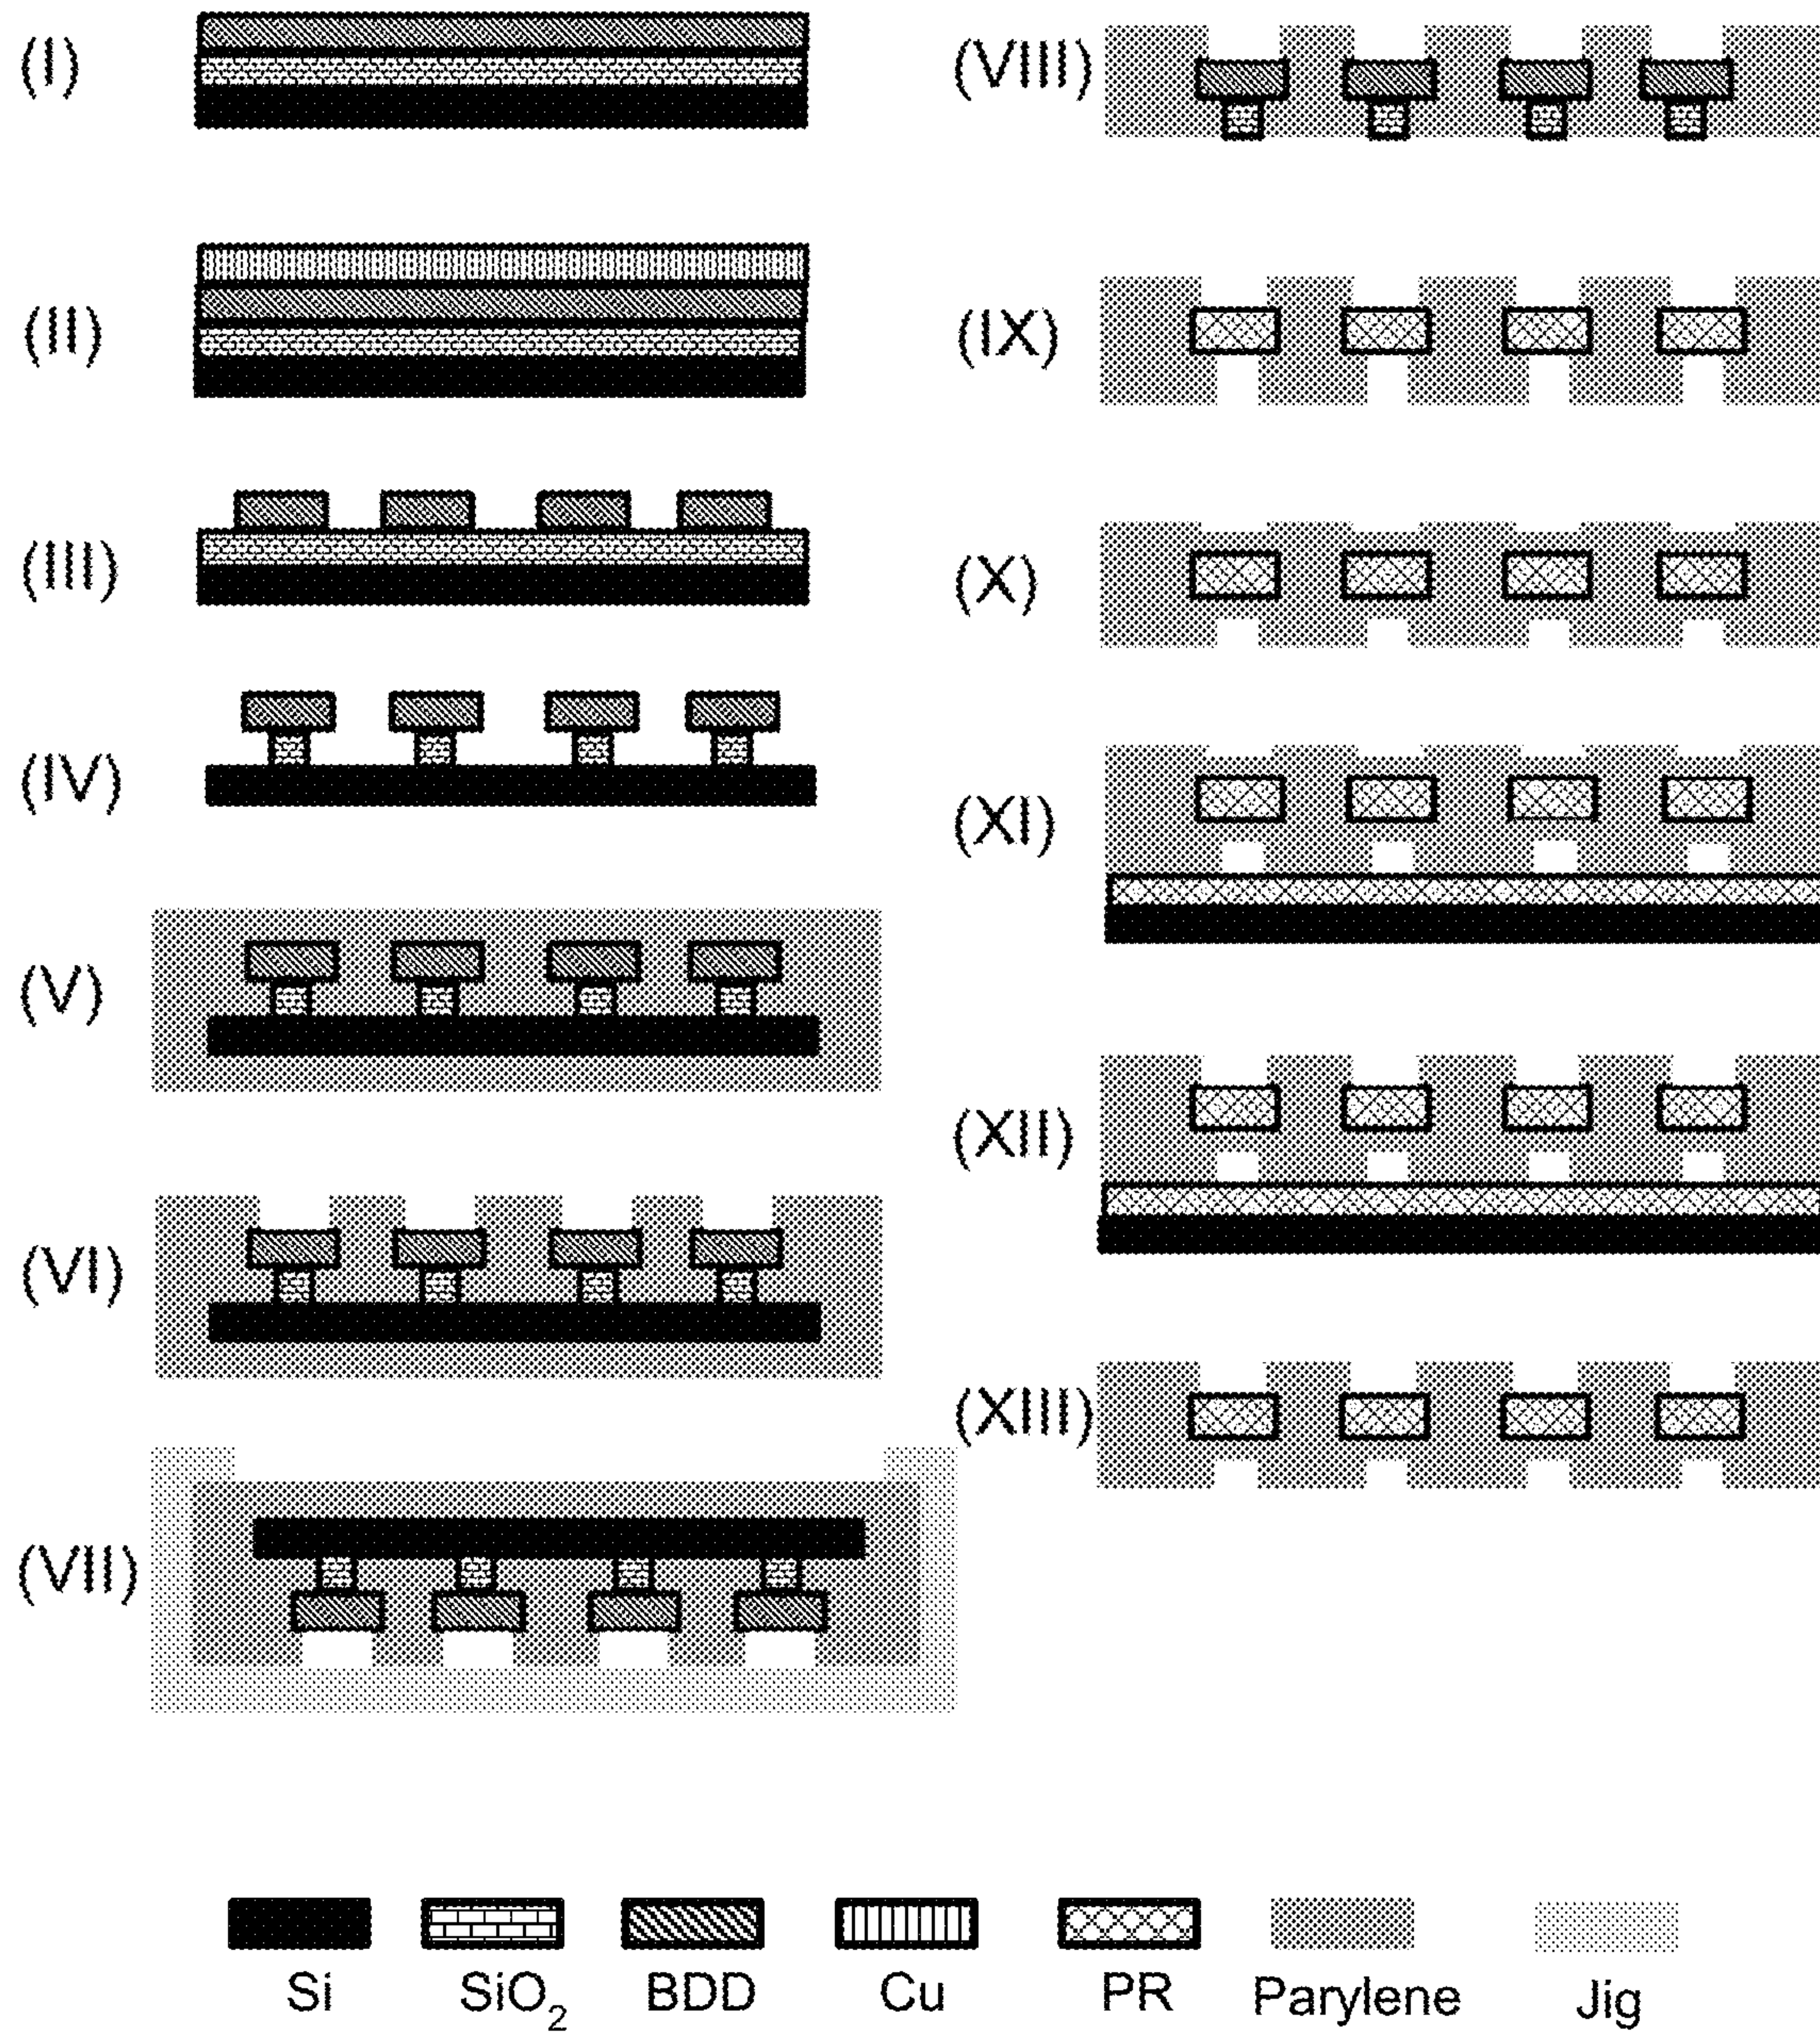 (I)
(II)
(III)
(IV)
(V)
(VI)
(VII)
(VIII)
(IX)
(X)
(XI)
(XII)
(XIII)
Si SiO₂ BDD Cu PR Parylene Jig